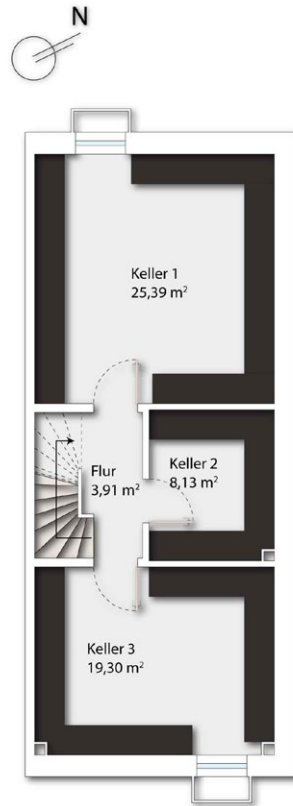 N
Keller 1
25,39 m²
Flur
3,91 m²
Keller 2
8,13 m²
Keller 3
19,30 m²